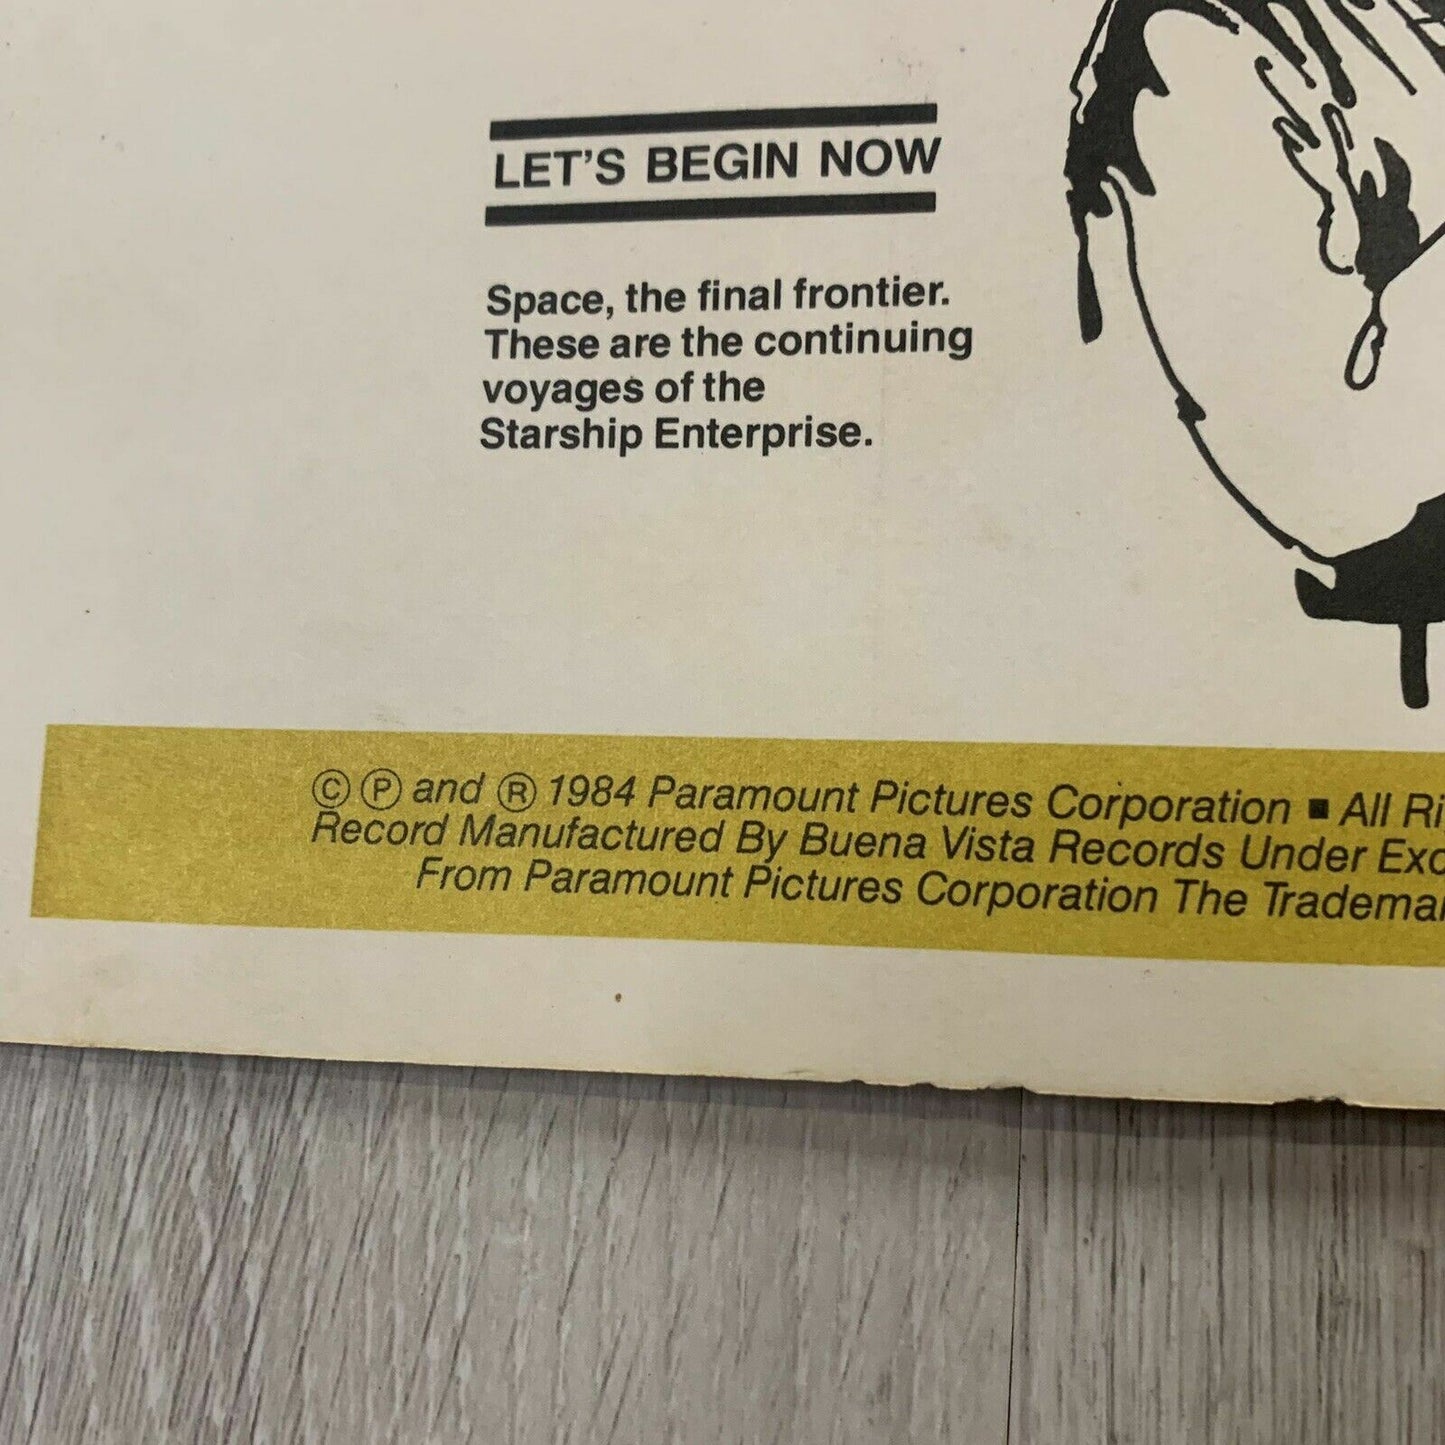 LET'S BEGIN NOW
Space, the final frontier.
These are the continuing
voyages of the
Starship Enterprise.
© ℗ and ® 1984 Paramount Pictures Corporation ■ All
Record Manufactured By Buena Vista Records Under
From Paramount Pictures Corporation The